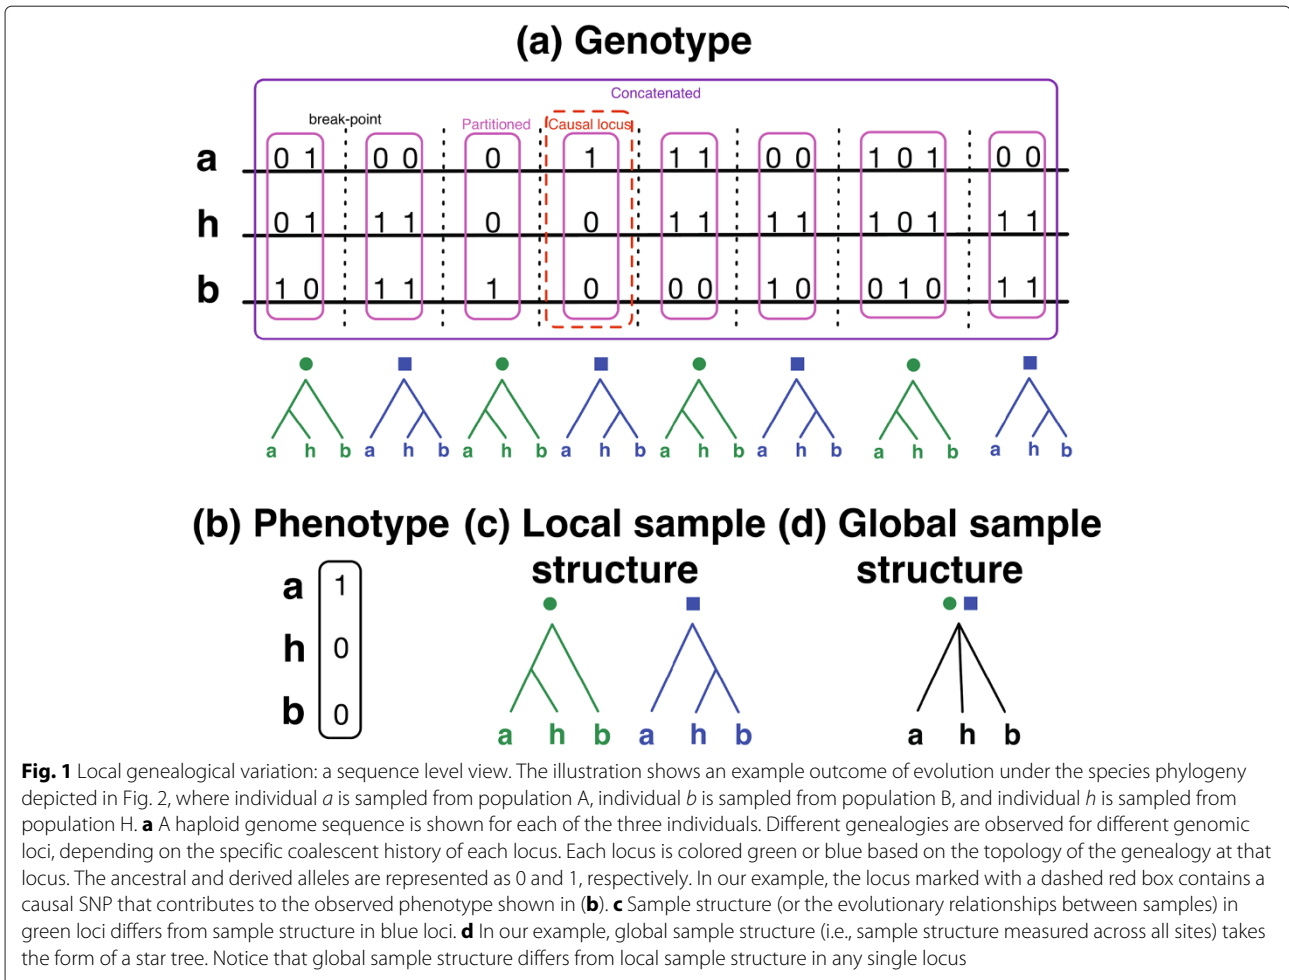 (a) Genotype
Concatenated
break-point Partitioned Causal locus
a 0 1 0 0 0 1 1 1 0 0 1 0 1 0 0
h 0 1 1 1 0 0 1 1 1 1 1 0 1 1 1
b 1 0 1 1 1 0 0 0 1 0 0 1 0 1 1
a h b a h b a h b a h b a h b a h b a h b a h b
(b) Phenotype (c) Local sample (d) Global sample
structure structure
a 1
h 0
b 0
a h b a h b a h b
Fig. 1 Local genealogical variation: a sequence level view. The illustration shows an example outcome of evolution under the species phylogeny
depicted in Fig. 2, where individual a is sampled from population A, individual b is sampled from population B, and individual h is sampled from
population H. a A haploid genome sequence is shown for each of the three individuals. Different genealogies are observed for different genomic
loci, depending on the specific coalescent history of each locus. Each locus is colored green or blue based on the topology of the genealogy at that
locus. The ancestral and derived alleles are represented as 0 and 1, respectively. In our example, the locus marked with a dashed red box contains a
causal SNP that contributes to the observed phenotype shown in (b). c Sample structure (or the evolutionary relationships between samples) in
green loci differs from sample structure in blue loci. d In our example, global sample structure (i.e., sample structure measured across all sites) takes
the form of a star tree. Notice that global sample structure differs from local sample structure in any single locus